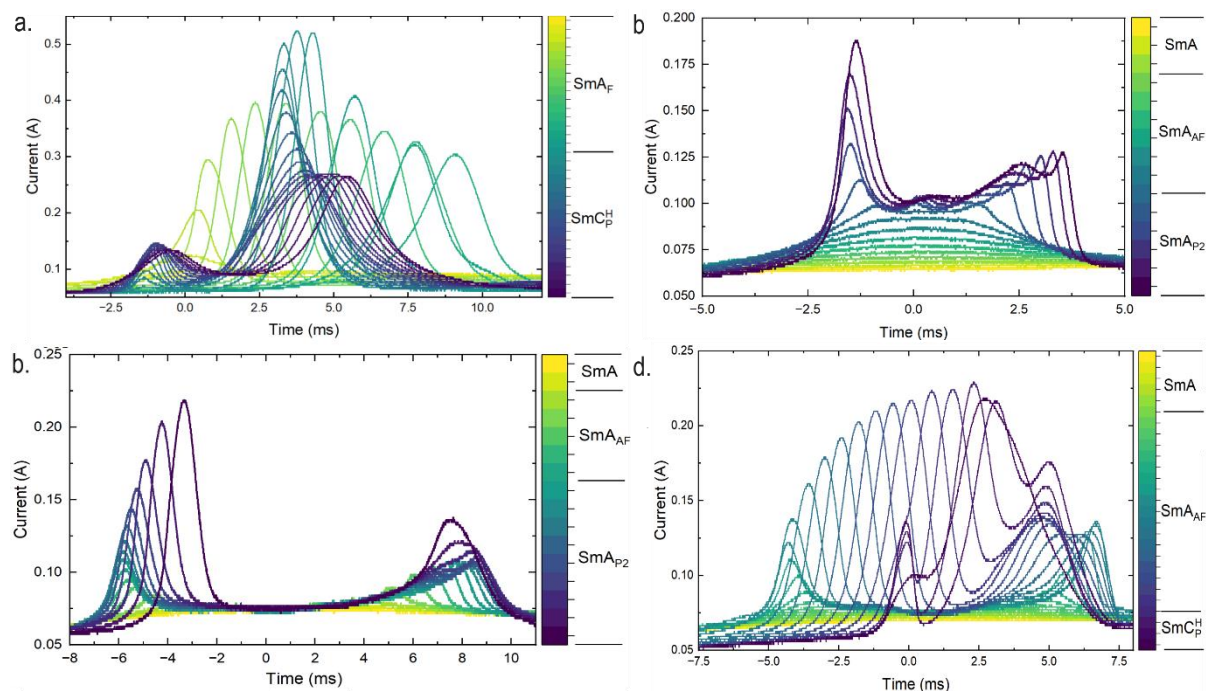 a.
0.5
0.4
0.3
0.2
0.1
Current (A)
−2.5 0.0 2.5 5.0 7.5 10.0
Time (ms)
SmA_F
SmC_P^H
b
0.200
0.175
0.150
0.125
0.100
0.075
0.050
Current (A)
−5.0 −2.5 0.0 2.5 5.0
Time (ms)
SmA
SmA_AF
SmA_P2
b.
0.25
0.20
0.15
0.10
0.05
Current (A)
−8 −6 −4 −2 0 2 4 6 8 10
Time (ms)
SmA
SmA_AF
SmA_P2
d.
0.25
0.20
0.15
0.10
0.05
Current (A)
−7.5 −5.0 −2.5 0.0 2.5 5.0 7.5
Time (ms)
SmA
SmA_AF
SmC_P^H